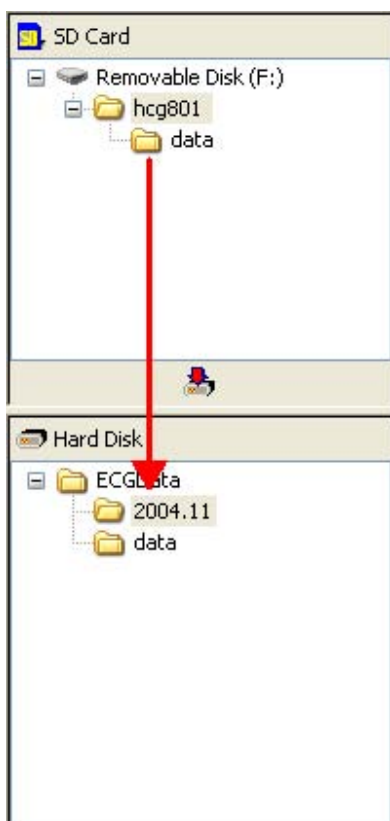 SD Card
Removable Disk (F:)
hcg801
data
Hard Disk
ECGData
2004.11
data